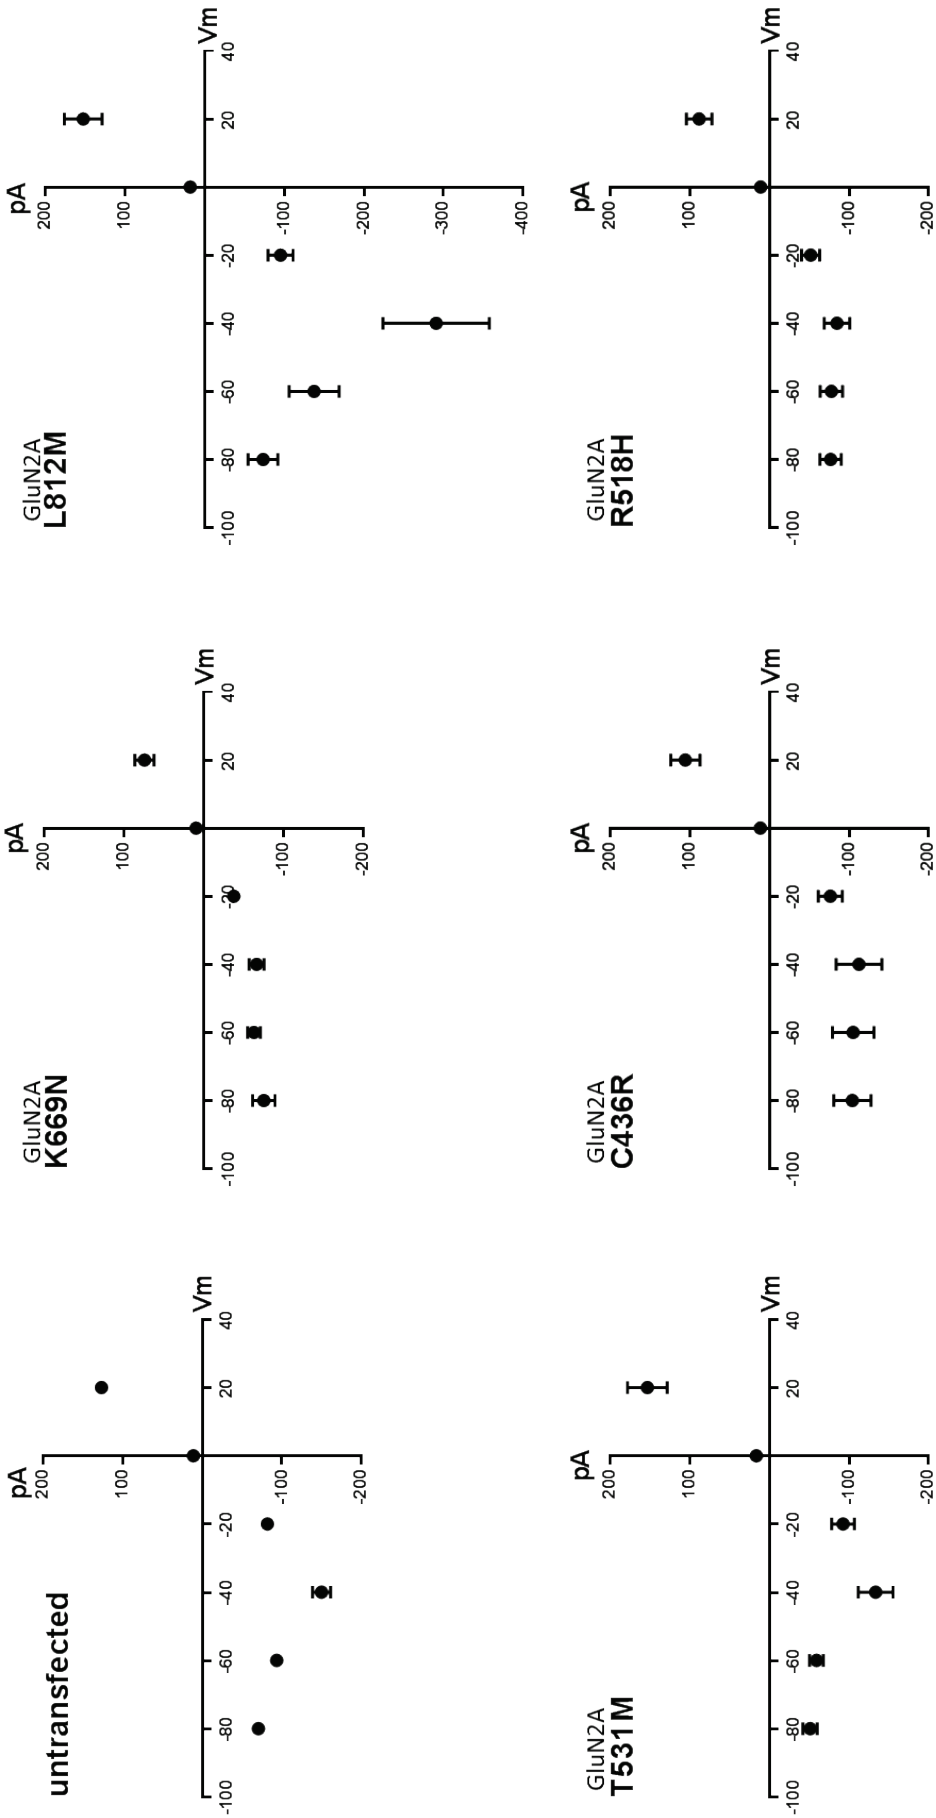 untransfected
pA
200
100
-100
-200
-100
-80
-60
-40
-20
20
40
Vm
GluN2A
K669N
pA
200
100
-100
-200
-100
-80
-60
-40
-20
20
40
Vm
GluN2A
L812M
pA
200
100
-100
-200
-300
-400
-100
-80
-60
-40
-20
20
40
Vm
GluN2A
T531M
pA
200
100
-100
-200
-100
-80
-60
-40
-20
20
40
Vm
GluN2A
C436R
pA
200
100
-100
-200
-100
-80
-60
-40
-20
20
40
Vm
GluN2A
R518H
pA
200
100
-100
-200
-100
-80
-60
-40
-20
20
40
Vm